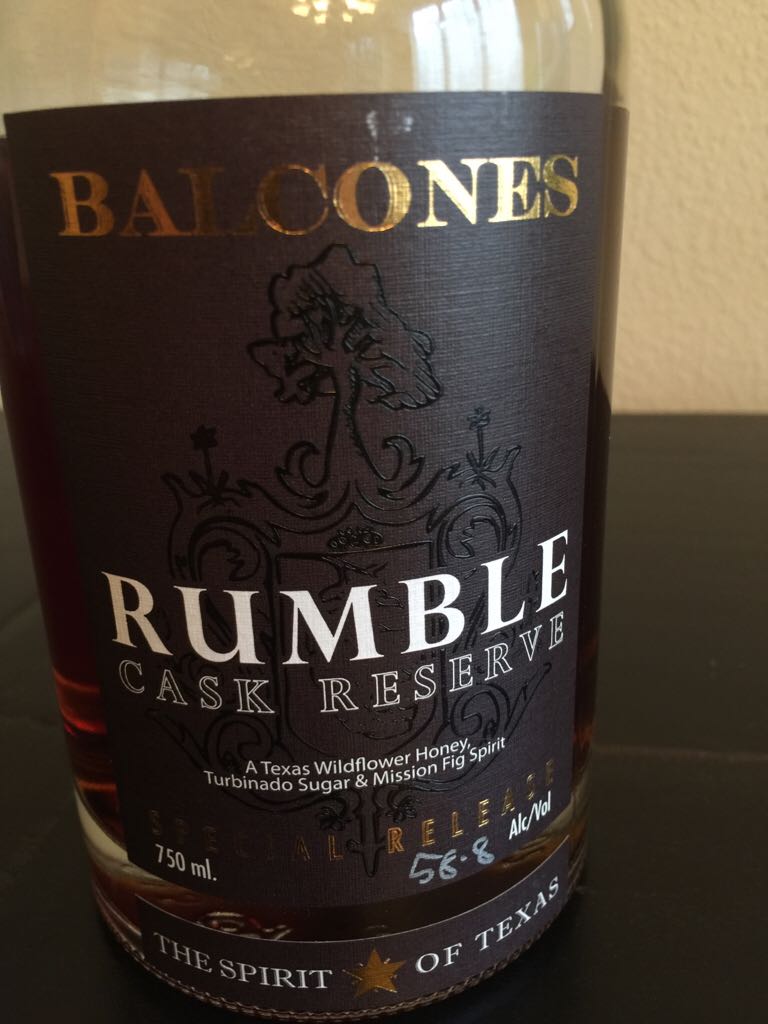 BALCONES
RUMBLE
CASK RESERVE
A Texas Wildflower Honey,
Turbinado Sugar & Mission Fig Spirit
SPECIAL RELEASE
750 ml.
58.8 Alc/Vol
THE SPIRIT OF TEXAS